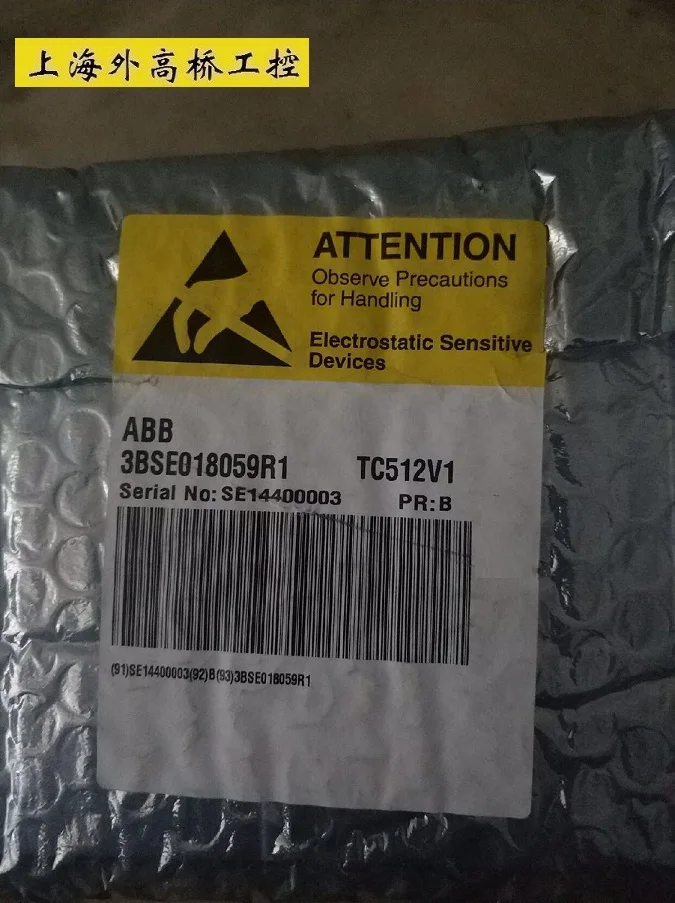 上海外高桥工控
ATTENTION
Observe Precautions
for Handling
Electrostatic Sensitive
Devices
ABB
3BSE018059R1 TC512V1
Serial No: SE14400003 PR:B
(91)SE14400003(92)B(93)3BSE018059R1